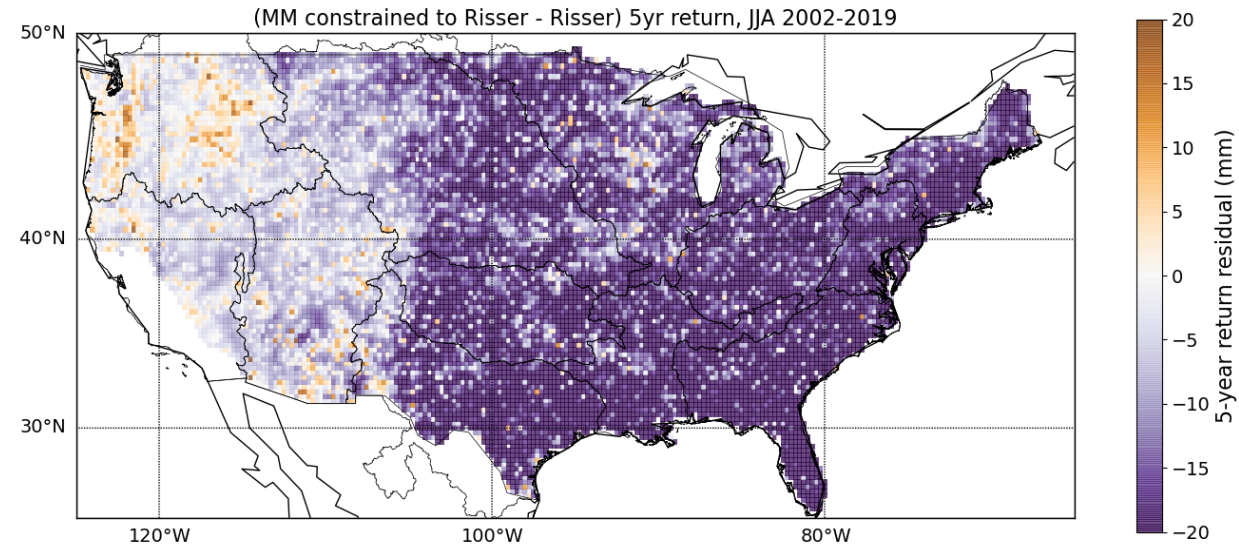 (MM constrained to Risser - Risser) 5yr return, JJA 2002-2019
50°N
40°N
30°N
120°W
100°W
80°W
20
15
10
5
0
−5
−10
−15
−20
5-year return residual (mm)